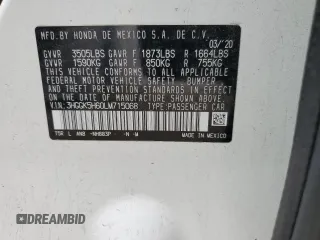 MFD. BY HONDA DE MEXICO S.A. DE C.V.
03/'20
GVWR 3505LBS GAWR F 1873LBS R 1664LBS
GVWR 1590KG GAWR F 850KG R 755KG
THIS VEHICLE CONFORMS TO ALL APPLICABLE
FEDERAL MOTOR VEHICLE SAFETY, BUMPER,
AND THEFT PREVENTION STANDARDS IN EFFECT
ON THE DATE OF MANUFACTURE SHOWN ABOVE.
V.I.N.: TYPE:PASSENGER CAR
T5R L -NH883P -N -M MADE IN MEXICO
DREAMBID